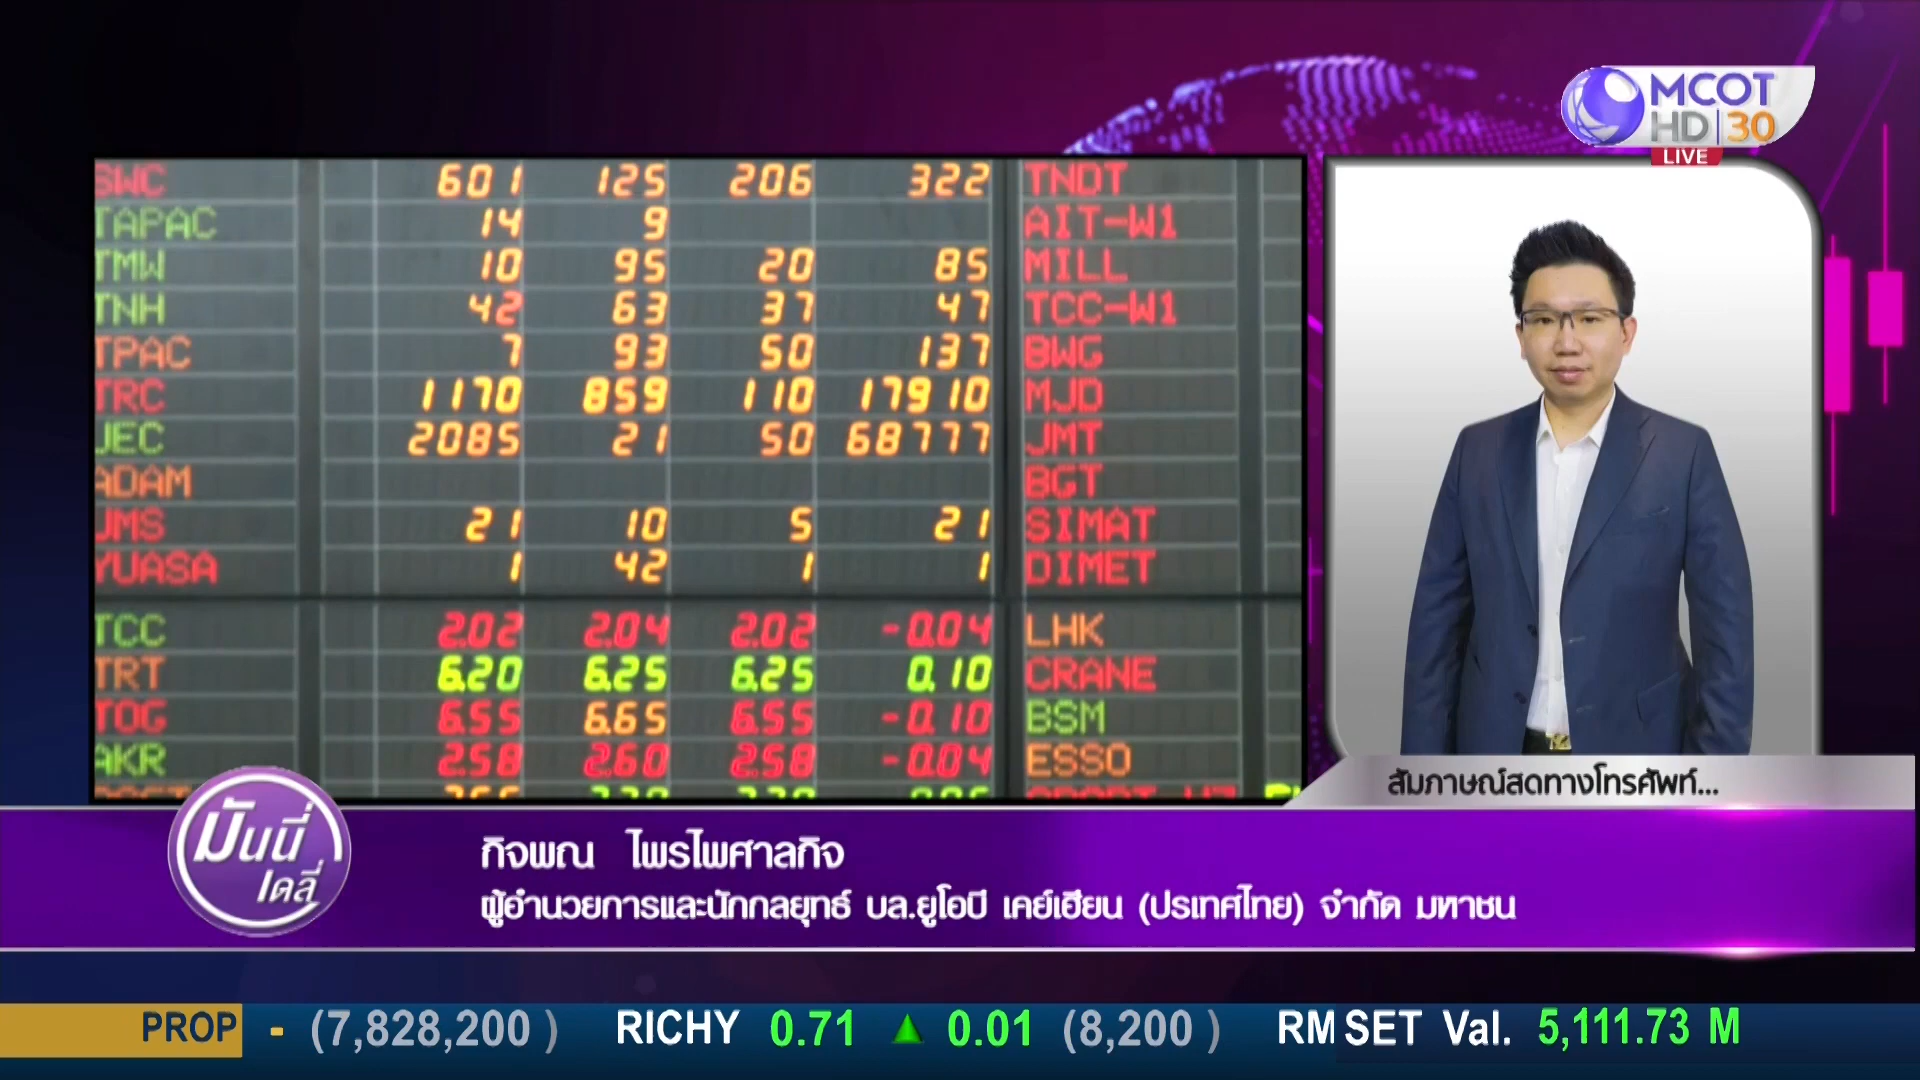 MCOT
HD 30
LIVE
SWC 601 125 206 322 TNDT
TAPAC 14 9 AIT-W1
TMW 10 95 20 85 MILL
TNH 42 63 37 47 TCC-W1
TPAC 7 93 50 137 BWG
TRC 1170 859 110 17910 MJD
JEC 2085 21 50 68777 JMT
ADAM BGT
JMS 21 10 5 21 SIMAT
YUASA 1 42 1 1 DIMET
TCC 2.02 2.04 2.02 -0.04 LHK
TRT 6.20 6.25 6.25 0.10 CRANE
TOG 6.55 6.65 6.55 -0.10 BSM
AKR 2.58 2.60 2.58 -0.04 ESSO
สัมภาษณ์สดทางโทรศัพท์...
มันนี่
เดลี่
กิจพณ ไพรไพศาลกิจ
ผู้อำนวยการและนักกลยุทธ์ บล.ยูโอบี เคย์เฮียน (ประเทศไทย) จำกัด มหาชน
PROP - (7,828,200 ) RICHY 0.71 ▲ 0.01 (8,200 ) RM SET Val. 5,111.73 M